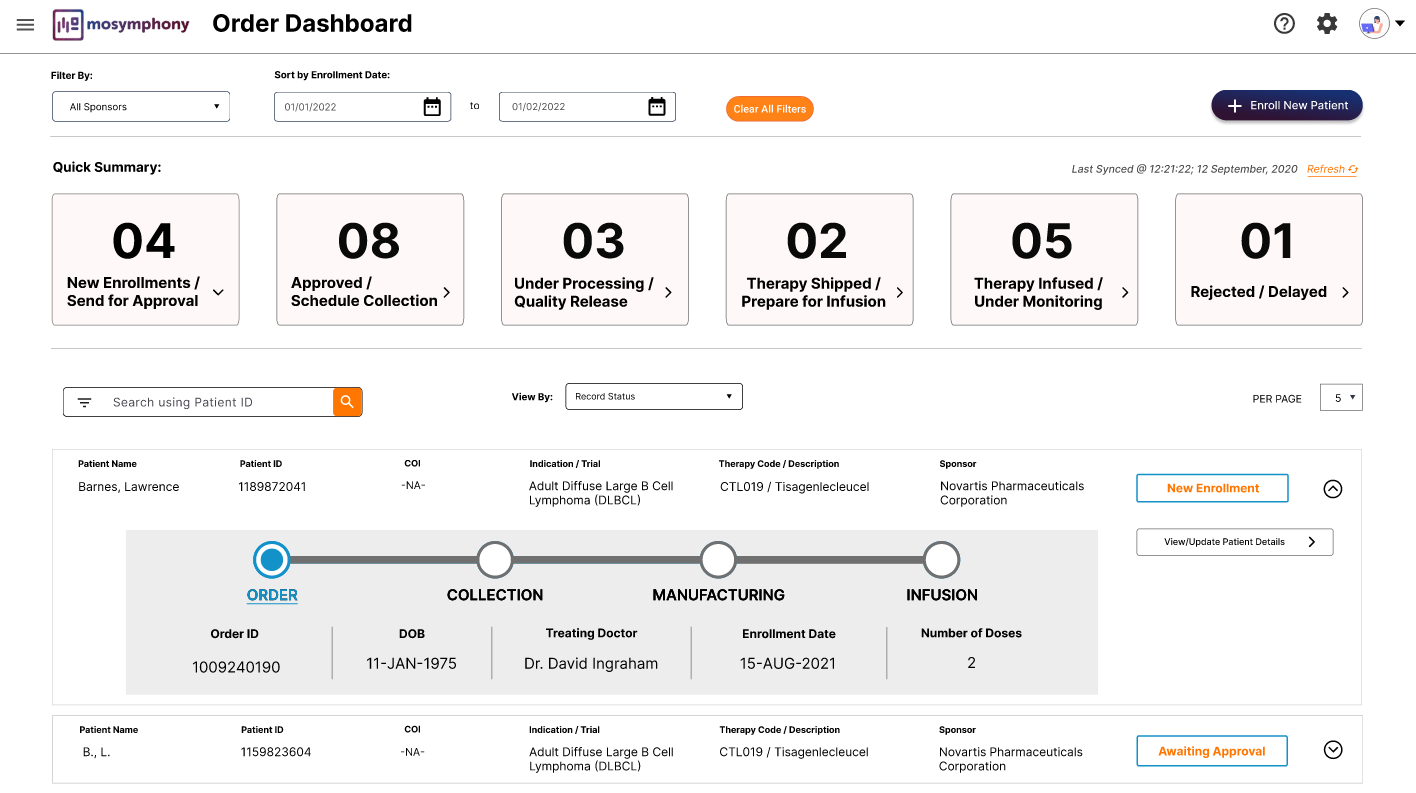 mosymphony Order Dashboard
Filter By:
Sort by Enrollment Date:
All Sponsors
01/01/2022
to
01/02/2022
Clear All Filters
Enroll New Patient
Quick Summary:
Last Synced @ 12:21:22; 12 September, 2020 Refresh
04
New Enrollments /
Send for Approval
08
Approved /
Schedule Collection
03
Under Processing /
Quality Release
02
Therapy Shipped /
Prepare for Infusion
05
Therapy Infused /
Under Monitoring
01
Rejected / Delayed
Search using Patient ID
View By:
Record Status
PER PAGE
5
Patient Name Patient ID COI Indication / Trial Therapy Code / Description Sponsor
Barnes, Lawrence 1189872041 -NA- Adult Diffuse Large B Cell CTL019 / Tisagenlecleucel Novartis Pharmaceuticals
Lymphoma (DLBCL) Corporation
New Enrollment
View/Update Patient Details
ORDER COLLECTION MANUFACTURING INFUSION
Order ID DOB Treating Doctor Enrollment Date Number of Doses
1009240190 11-JAN-1975 Dr. David Ingraham 15-AUG-2021 2
Patient Name Patient ID COI Indication / Trial Therapy Code / Description Sponsor
B., L. 1159823604 -NA- Adult Diffuse Large B Cell CTL019 / Tisagenlecleucel Novartis Pharmaceuticals
Lymphoma (DLBCL) Corporation
Awaiting Approval